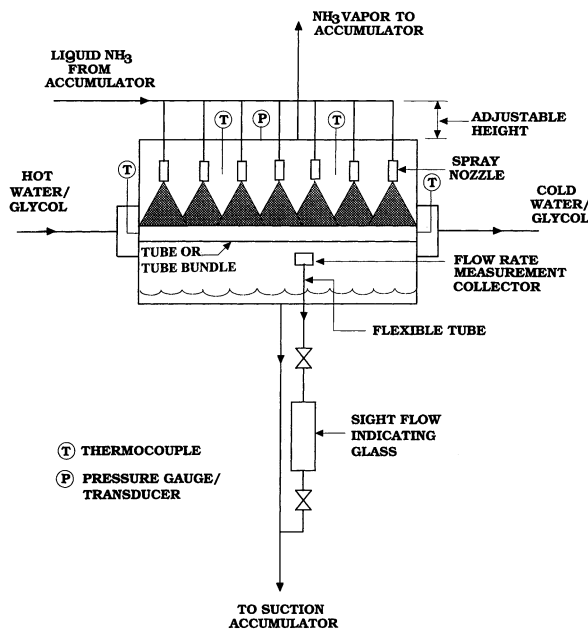 NH3 VAPOR TO
ACCUMULATOR
LIQUID NH3
FROM
ACCUMULATOR
ADJUSTABLE
HEIGHT
T
P
T
SPRAY
NOZZLE
HOT
WATER/
GLYCOL
T
T
COLD
WATER/
GLYCOL
TUBE OR
TUBE BUNDLE
FLOW RATE
MEASUREMENT
COLLECTOR
FLEXIBLE TUBE
SIGHT FLOW
INDICATING
GLASS
T THERMOCOUPLE
P PRESSURE GAUGE/
TRANSDUCER
TO SUCTION
ACCUMULATOR